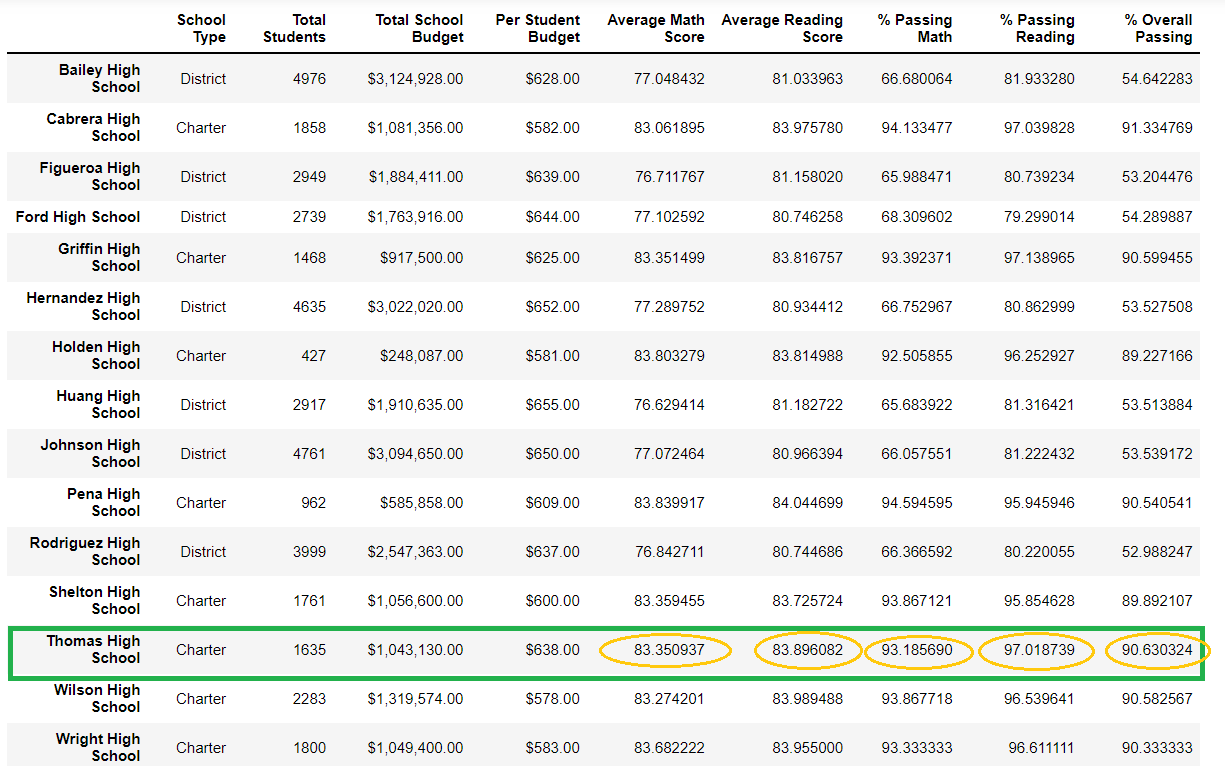 School Type Total Students Total School Budget Per Student Budget Average Math Score Average Reading Score % Passing Math % Passing Reading % Overall Passing
Bailey High School District 4976 $3,124,928.00 $628.00 77.048432 81.033963 66.680064 81.933280 54.642283
Cabrera High School Charter 1858 $1,081,356.00 $582.00 83.061895 83.975780 94.133477 97.039828 91.334769
Figueroa High School District 2949 $1,884,411.00 $639.00 76.711767 81.158020 65.988471 80.739234 53.204476
Ford High School District 2739 $1,763,916.00 $644.00 77.102592 80.746258 68.309602 79.299014 54.289887
Griffin High School Charter 1468 $917,500.00 $625.00 83.351499 83.816757 93.392371 97.138965 90.599455
Hernandez High School District 4635 $3,022,020.00 $652.00 77.289752 80.934412 66.752967 80.862999 53.527508
Holden High School Charter 427 $248,087.00 $581.00 83.803279 83.814988 92.505855 96.252927 89.227166
Huang High School District 2917 $1,910,635.00 $655.00 76.629414 81.182722 65.683922 81.316421 53.513884
Johnson High School District 4761 $3,094,650.00 $650.00 77.072464 80.966394 66.057551 81.222432 53.539172
Pena High School Charter 962 $585,858.00 $609.00 83.839917 84.044699 94.594595 95.945946 90.540541
Rodriguez High School District 3999 $2,547,363.00 $637.00 76.842711 80.744686 66.366592 80.220055 52.988247
Shelton High School Charter 1761 $1,056,600.00 $600.00 83.359455 83.725724 93.867121 95.854628 89.892107
Thomas High School Charter 1635 $1,043,130.00 $638.00 83.350937 83.896082 93.185690 97.018739 90.630324
Wilson High School Charter 2283 $1,319,574.00 $578.00 83.274201 83.989488 93.867718 96.539641 90.582567
Wright High School Charter 1800 $1,049,400.00 $583.00 83.682222 83.955000 93.333333 96.611111 90.333333